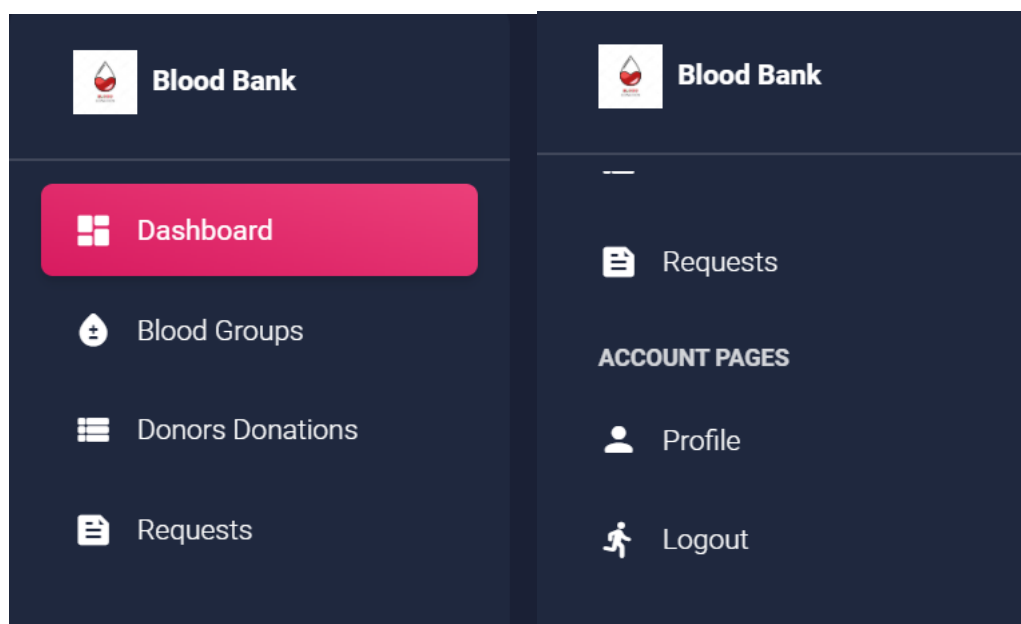 Blood Bank
Dashboard
Blood Groups
Donors Donations
Requests
Blood Bank
Requests
ACCOUNT PAGES
Profile
Logout